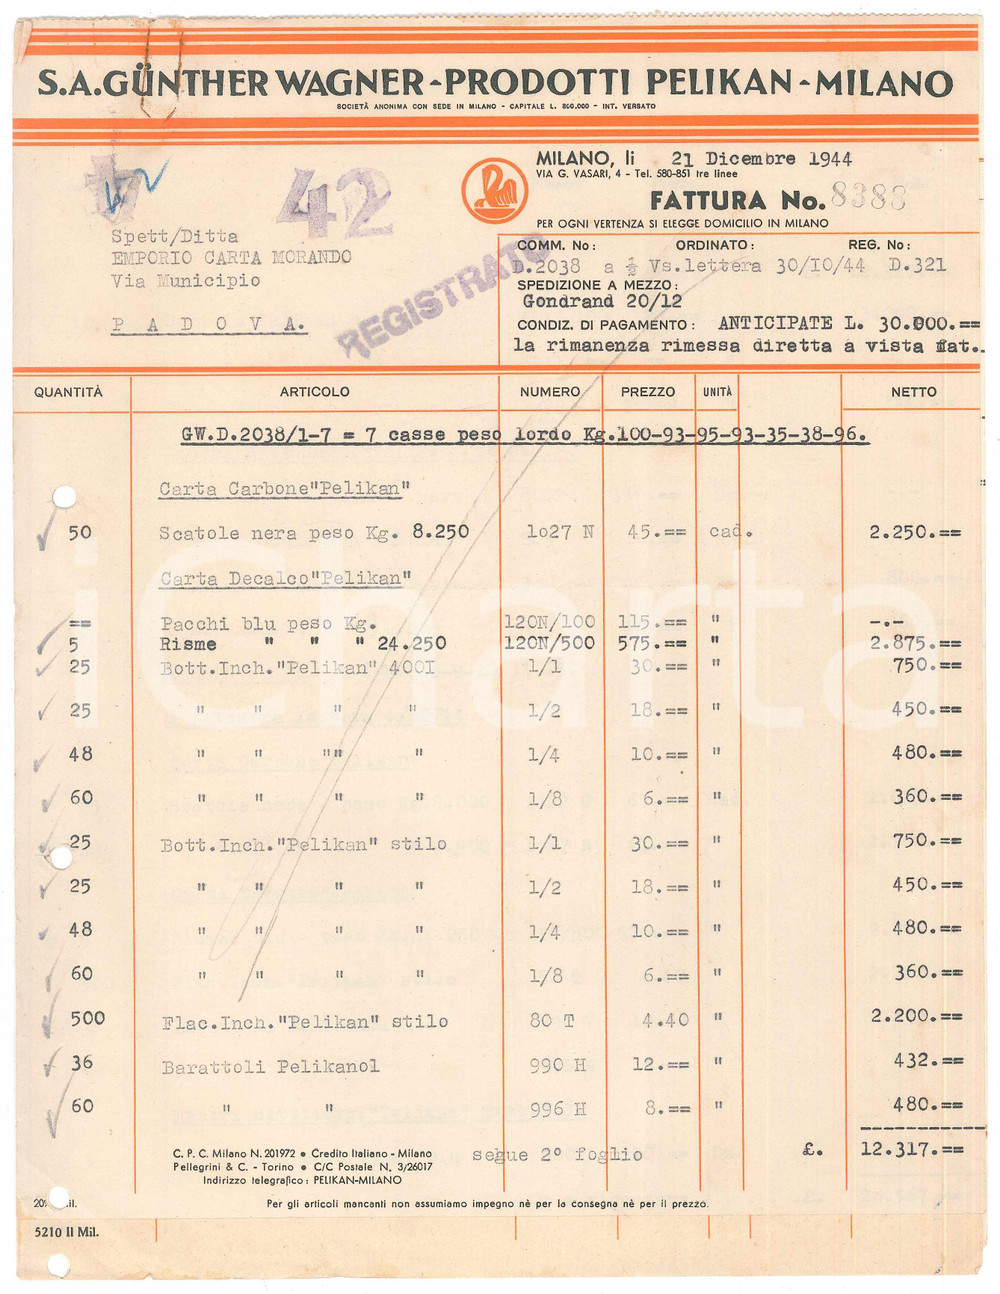 S.A.GÜNTHER WAGNER-PRODOTTI PELIKAN-MILANO
SOCIETÀ ANONIMA CON SEDE IN MILANO - CAPITALE L. 800.000 - INT. VERSATO
42
MILANO, lì 21 Dicembre 1944
VIA G. VASARI, 4 - Tel. 580-851 tre linee
FATTURA No. 8388
PER OGNI VERTENZA SI ELEGGE DOMICILIO IN MILANO
Spett/Ditta
EMPORIO CARTA MORANDO
Via Municipio
P A D O V A.
REGISTRATO
COMM. No: ORDINATO: REG. No:
D.2038 a ½ Vs.lettera 30/10/44 D.321
SPEDIZIONE A MEZZO:
Gondrand 20/12
CONDIZ. DI PAGAMENTO: ANTICIPATE L. 30.000.==
la rimanenza rimessa diretta a vista fat..
QUANTITÀ ARTICOLO NUMERO PREZZO UNITÀ NETTO
GW.D.2038/1-7 = 7 casse peso lordo Kg.100-93-95-93-35-38-96.
Carta Carbone"Pelikan"
50 Scatole nera peso Kg. 8.250 1o27 N 45.== cad. 2.250.==
Carta Decalco"Pelikan"
== Pacchi blu peso Kg. 120N/100 115.== " -.-
5 Risme " " " 24.250 120N/500 575.== " 2.875.==
25 Bott.Inch."Pelikan" 4001 1/1 30.== " 750.==
25 " " " " 1/2 18.== " 450.==
48 " " "" " 1/4 10.== " 480.==
60 " " " " 1/8 6.== " 360.==
25 Bott.Inch."Pelikan" stilo 1/1 30.== " 750.==
25 " " " " 1/2 18.== " 450.==
48 " " " " 1/4 10.== " 480.==
60 " " " " 1/8 6.== " 360.==
500 Flac.Inch."Pelikan" stilo 80 T 4.40 " 2.200.==
36 Barattoli Pelikanol 990 H 12.== " 432.==
60 " " 996 H 8.== " 480.==
segue 2° foglio £. 12.317.==
C. P. C. Milano N. 201972 • Credito Italiano - Milano
Pellegrini & C. - Torino • C/C Postale N. 3/26017
Indirizzo telegrafico: PELIKAN-MILANO
Per gli articoli mancanti non assumiamo impegno nè per la consegna nè per il prezzo.
5210 II Mil.
iCharta